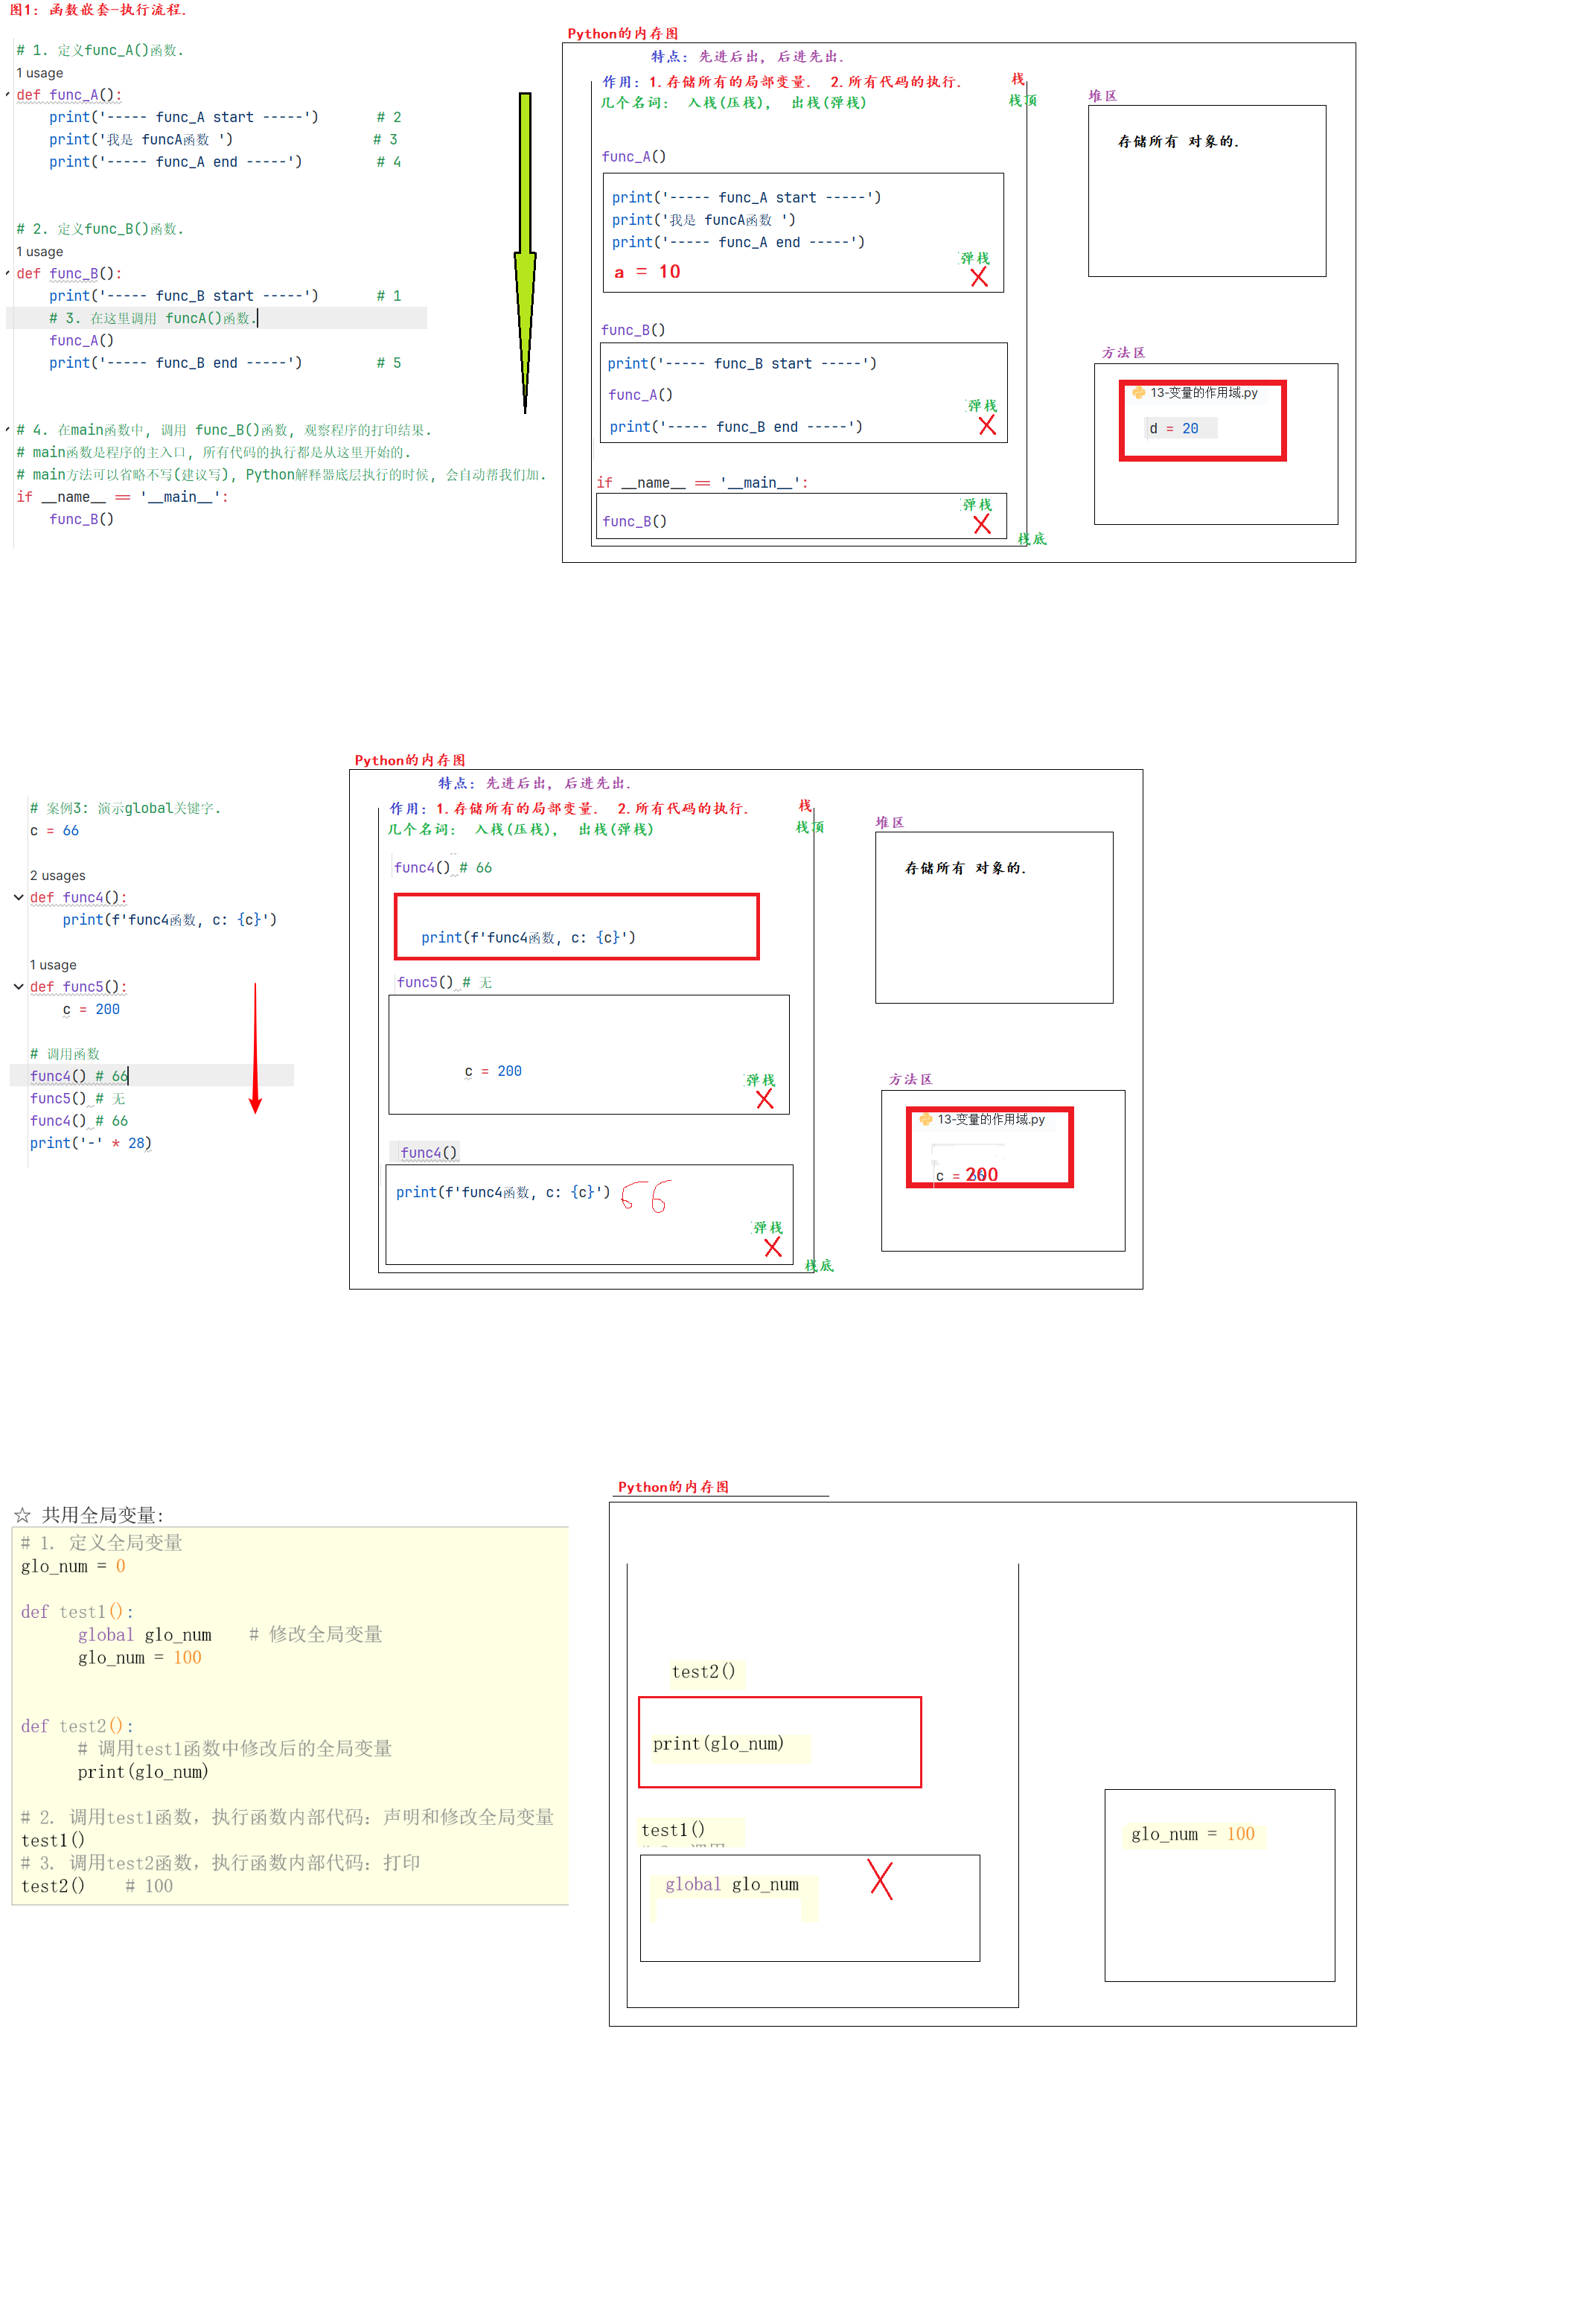 图1: 函数嵌套-执行流程.
# 1. 定义func_A()函数.
1 usage
def func_A():
print('----- func_A start -----') # 2
print('我是 funcA函数 ') # 3
print('----- func_A end -----') # 4
# 2. 定义func_B()函数.
1 usage
def func_B():
print('----- func_B start -----') # 1
# 3. 在这里调用 funcA()函数.
func_A()
print('----- func_B end -----') # 5
# 4. 在main函数中, 调用 func_B()函数, 观察程序的打印结果.
# main函数是程序的主入口, 所有代码的执行都是从这里开始的.
# main方法可以省略不写(建议写), Python解释器底层执行的时候, 会自动帮我们加.
if __name__ == '__main__':
func_B()
Python的内存图
特点: 先进后出, 后进先出.
作用: 1.存储所有的局部变量. 2.所有代码的执行.
栈
几个名词: 入栈(压栈), 出栈(弹栈)
栈顶
func_A()
print('----- func_A start -----')
print('我是 funcA函数 ')
print('----- func_A end -----')
a = 10
弹栈
func_B()
print('----- func_B start -----')
func_A()
print('----- func_B end -----')
弹栈
if __name__ == '__main__':
func_B()
弹栈
栈底
堆区
存储所有 对象的.
方法区
13-变量的作用域.py
d = 20
# 案例3: 演示global关键字.
c = 66
2 usages
def func4():
print(f'func4函数, c: {c}')
1 usage
def func5():
c = 200
# 调用函数
func4() # 66
func5() # 无
func4() # 66
print('-' * 28)
Python的内存图
特点: 先进后出, 后进先出.
作用: 1.存储所有的局部变量. 2.所有代码的执行.
栈
几个名词: 入栈(压栈), 出栈(弹栈)
栈顶
func4() # 66
print(f'func4函数, c: {c}')
func5() # 无
c = 200
弹栈
func4()
print(f'func4函数, c: {c}') 66
弹栈
栈底
堆区
存储所有 对象的.
方法区
13-变量的作用域.py
c = 200
☆ 共用全局变量:
# 1. 定义全局变量
glo_num = 0
def test1():
global glo_num # 修改全局变量
glo_num = 100
def test2():
# 调用test1函数中修改后的全局变量
print(glo_num)
# 2. 调用test1函数，执行函数内部代码：声明和修改全局变量
test1()
# 3. 调用test2函数，执行函数内部代码：打印
test2() # 100
Python的内存图
test2()
print(glo_num)
test1()
global glo_num
glo_num = 100